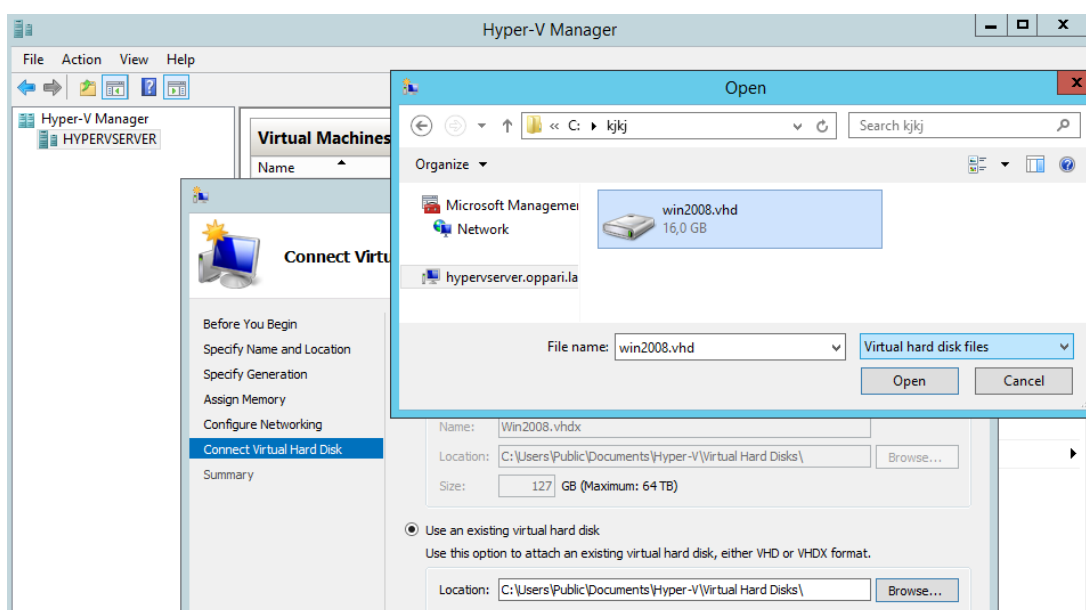 Hyper-V Manager
File Action View Help
Hyper-V Manager
HYPERVSERVER
Virtual Machines
Name
Open
« C: kjkj
Search kjkj
Organize
Microsoft Managemer
Network
hypervserver.oppari.la
win2008.vhd
16,0 GB
File name: win2008.vhd
Virtual hard disk files
Open Cancel
Connect Virtu
Before You Begin
Specify Name and Location
Specify Generation
Assign Memory
Configure Networking
Connect Virtual Hard Disk
Summary
Name: Win2008.vhdx
Location: C:\Users\Public\Documents\Hyper-V\Virtual Hard Disks\ Browse...
Size: 127 GB (Maximum: 64 TB)
Use an existing virtual hard disk
Use this option to attach an existing virtual hard disk, either VHD or VHDX format.
Location: C:\Users\Public\Documents\Hyper-V\Virtual Hard Disks\ Browse...